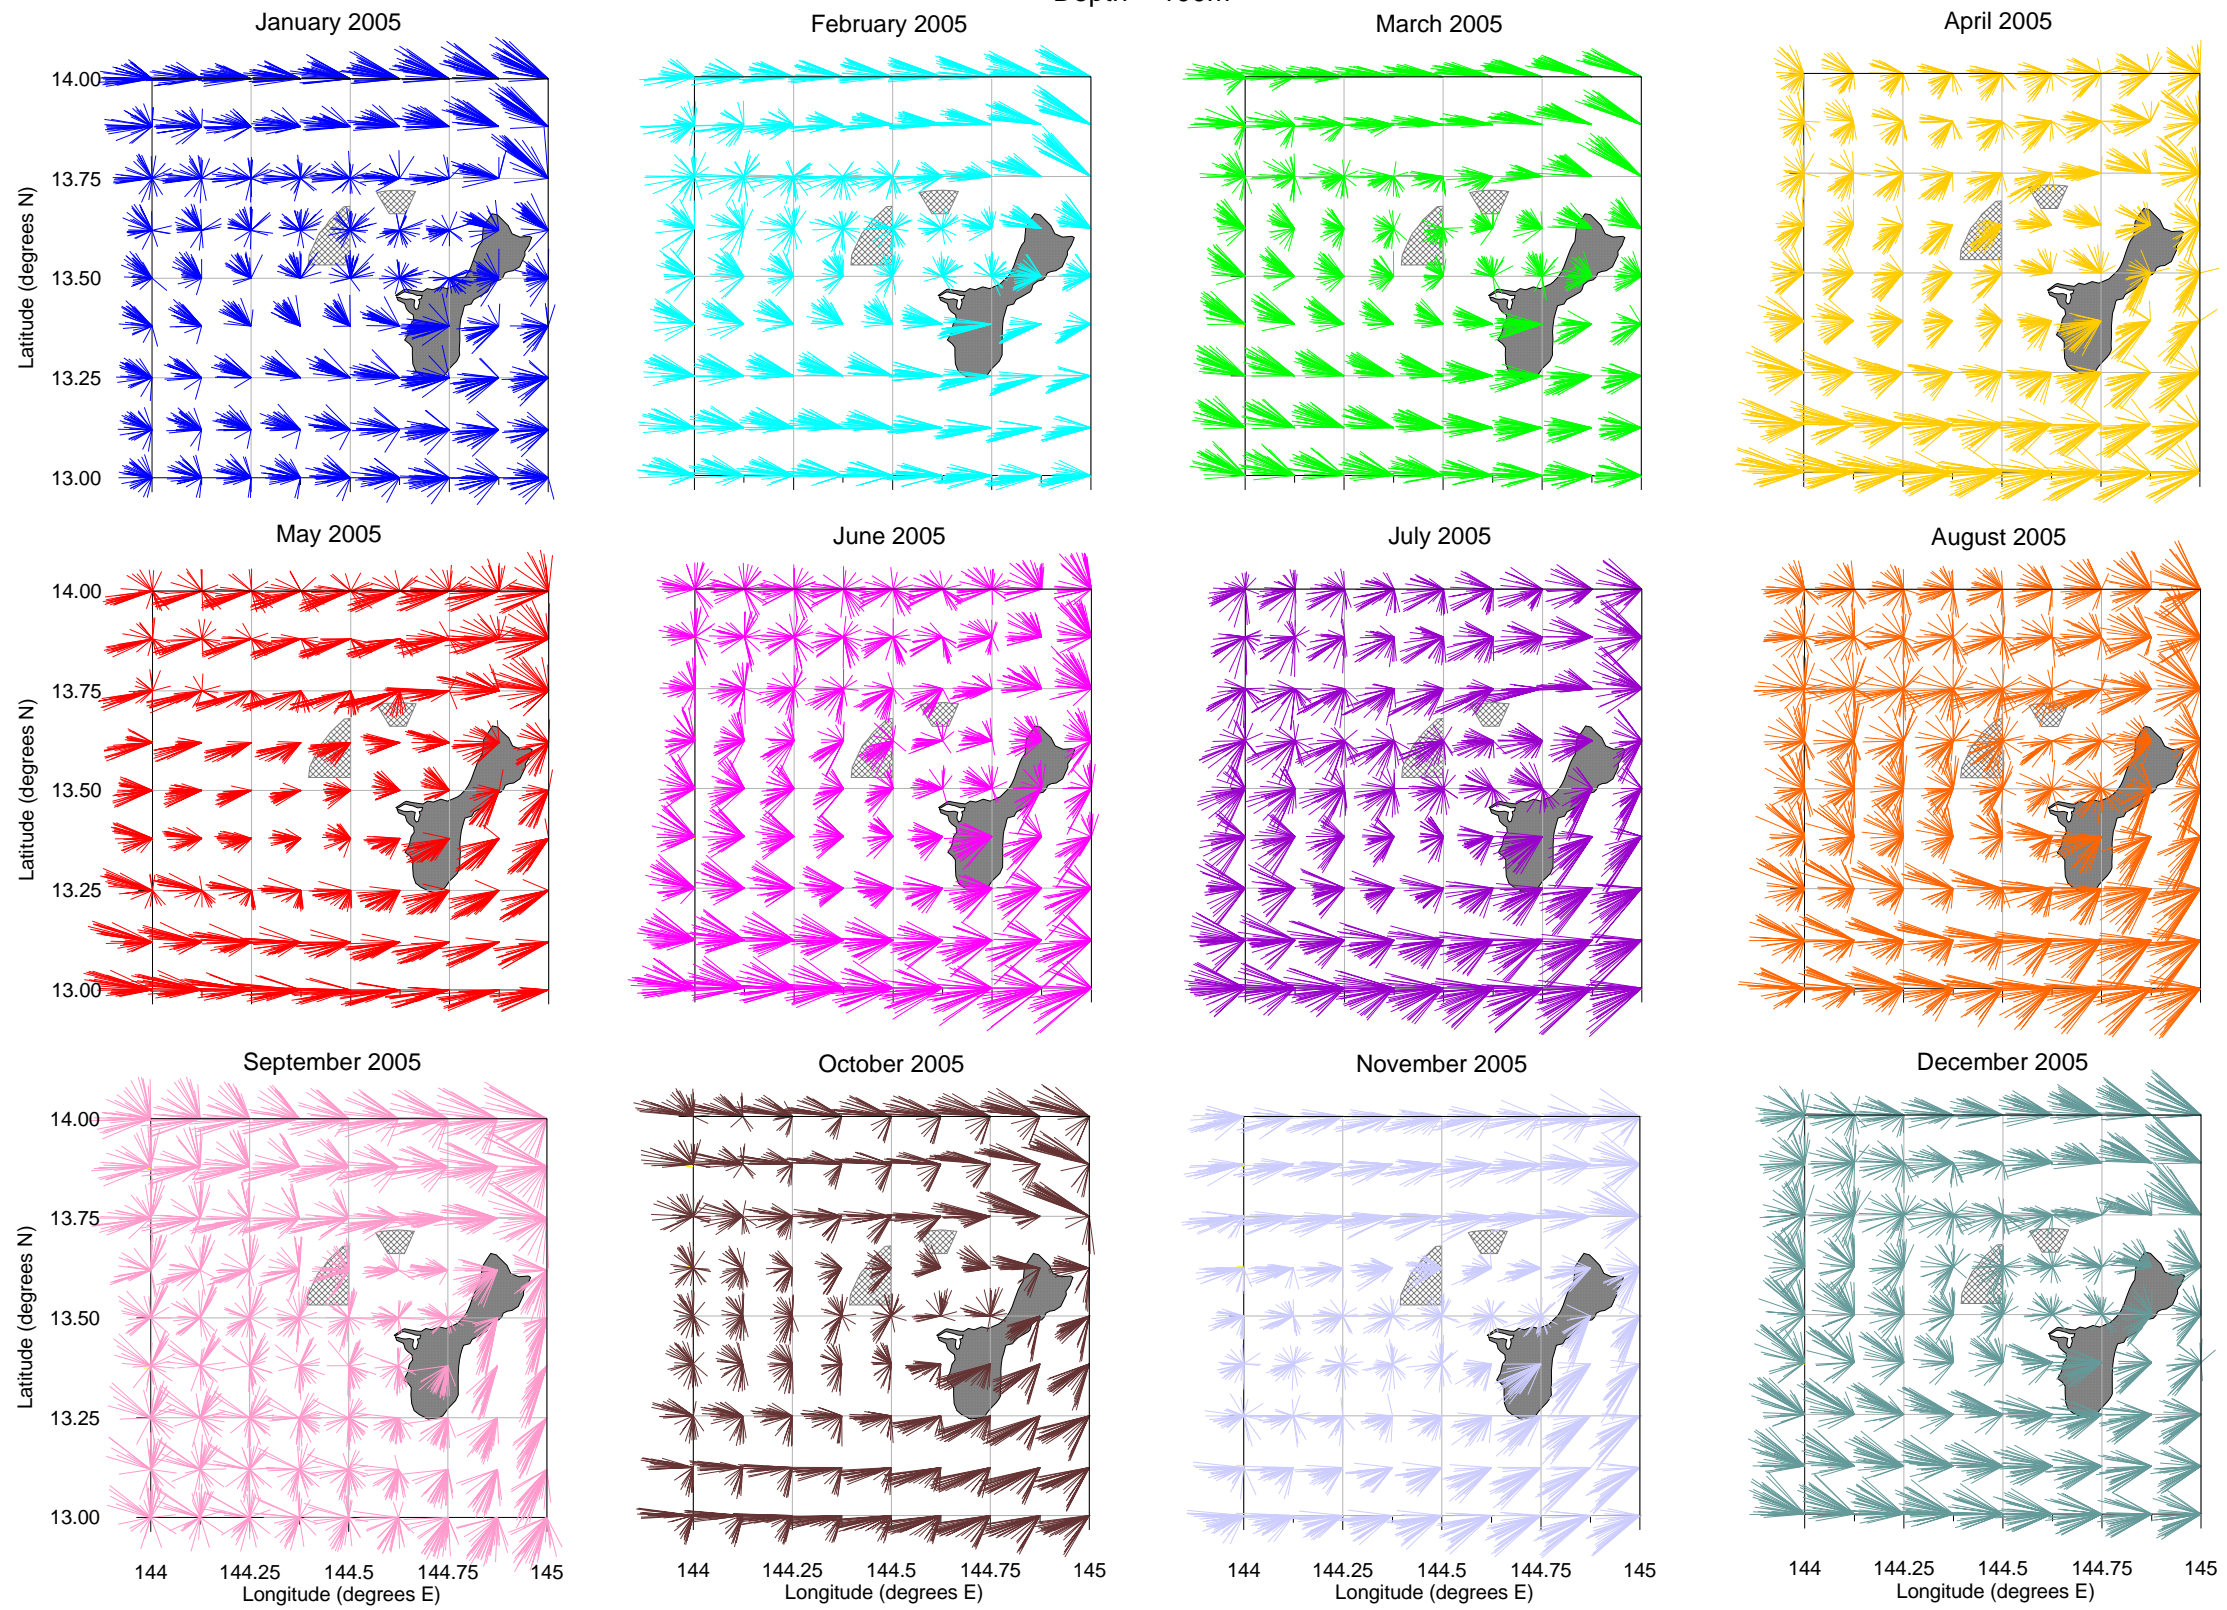 January 2005
February 2005
March 2005
April 2005
14.00
13.75
13.50
13.25
13.00
Latitude (degrees N)
May 2005
June 2005
July 2005
August 2005
14.00
13.75
13.50
13.25
13.00
Latitude (degrees N)
September 2005
October 2005
November 2005
December 2005
14.00
13.75
13.50
13.25
13.00
Latitude (degrees N)
144 144.25 144.5 144.75 145
144 144.25 144.5 144.75 145
144 144.25 144.5 144.75 145
144 144.25 144.5 144.75 145
Longitude (degrees E)
Longitude (degrees E)
Longitude (degrees E)
Longitude (degrees E)